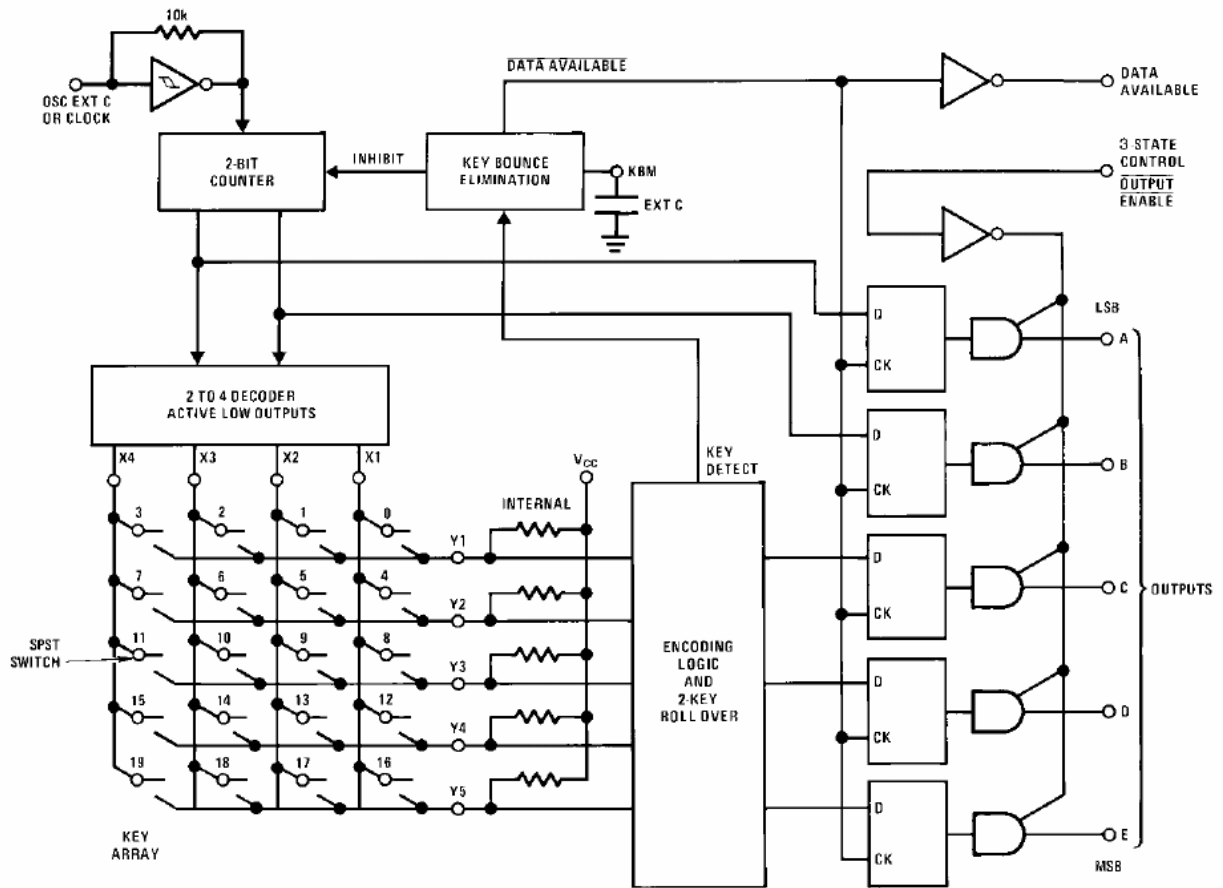 10k
OSC EXT C
OR CLOCK
2-BIT
COUNTER
INHIBIT
KEY BOUNCE
ELIMINATION
KBM
EXT C
DATA AVAILABLE
DATA
AVAILABLE
3-STATE
CONTROL
OUTPUT
ENABLE
2 TO 4 DECODER
ACTIVE LOW OUTPUTS
X4 X3 X2 X1
VCC
INTERNAL
KEY
DETECT
3 2 1 0
Y1
7 6 5 4
Y2
SPST
SWITCH
11 10 9 8
Y3
15 14 13 12
Y4
19 18 17 16
Y5
KEY
ARRAY
ENCODING
LOGIC
AND
2-KEY
ROLL OVER
D
CK
LSB
A
D
CK
B
D
CK
C
OUTPUTS
D
CK
D
D
CK
E
MSB